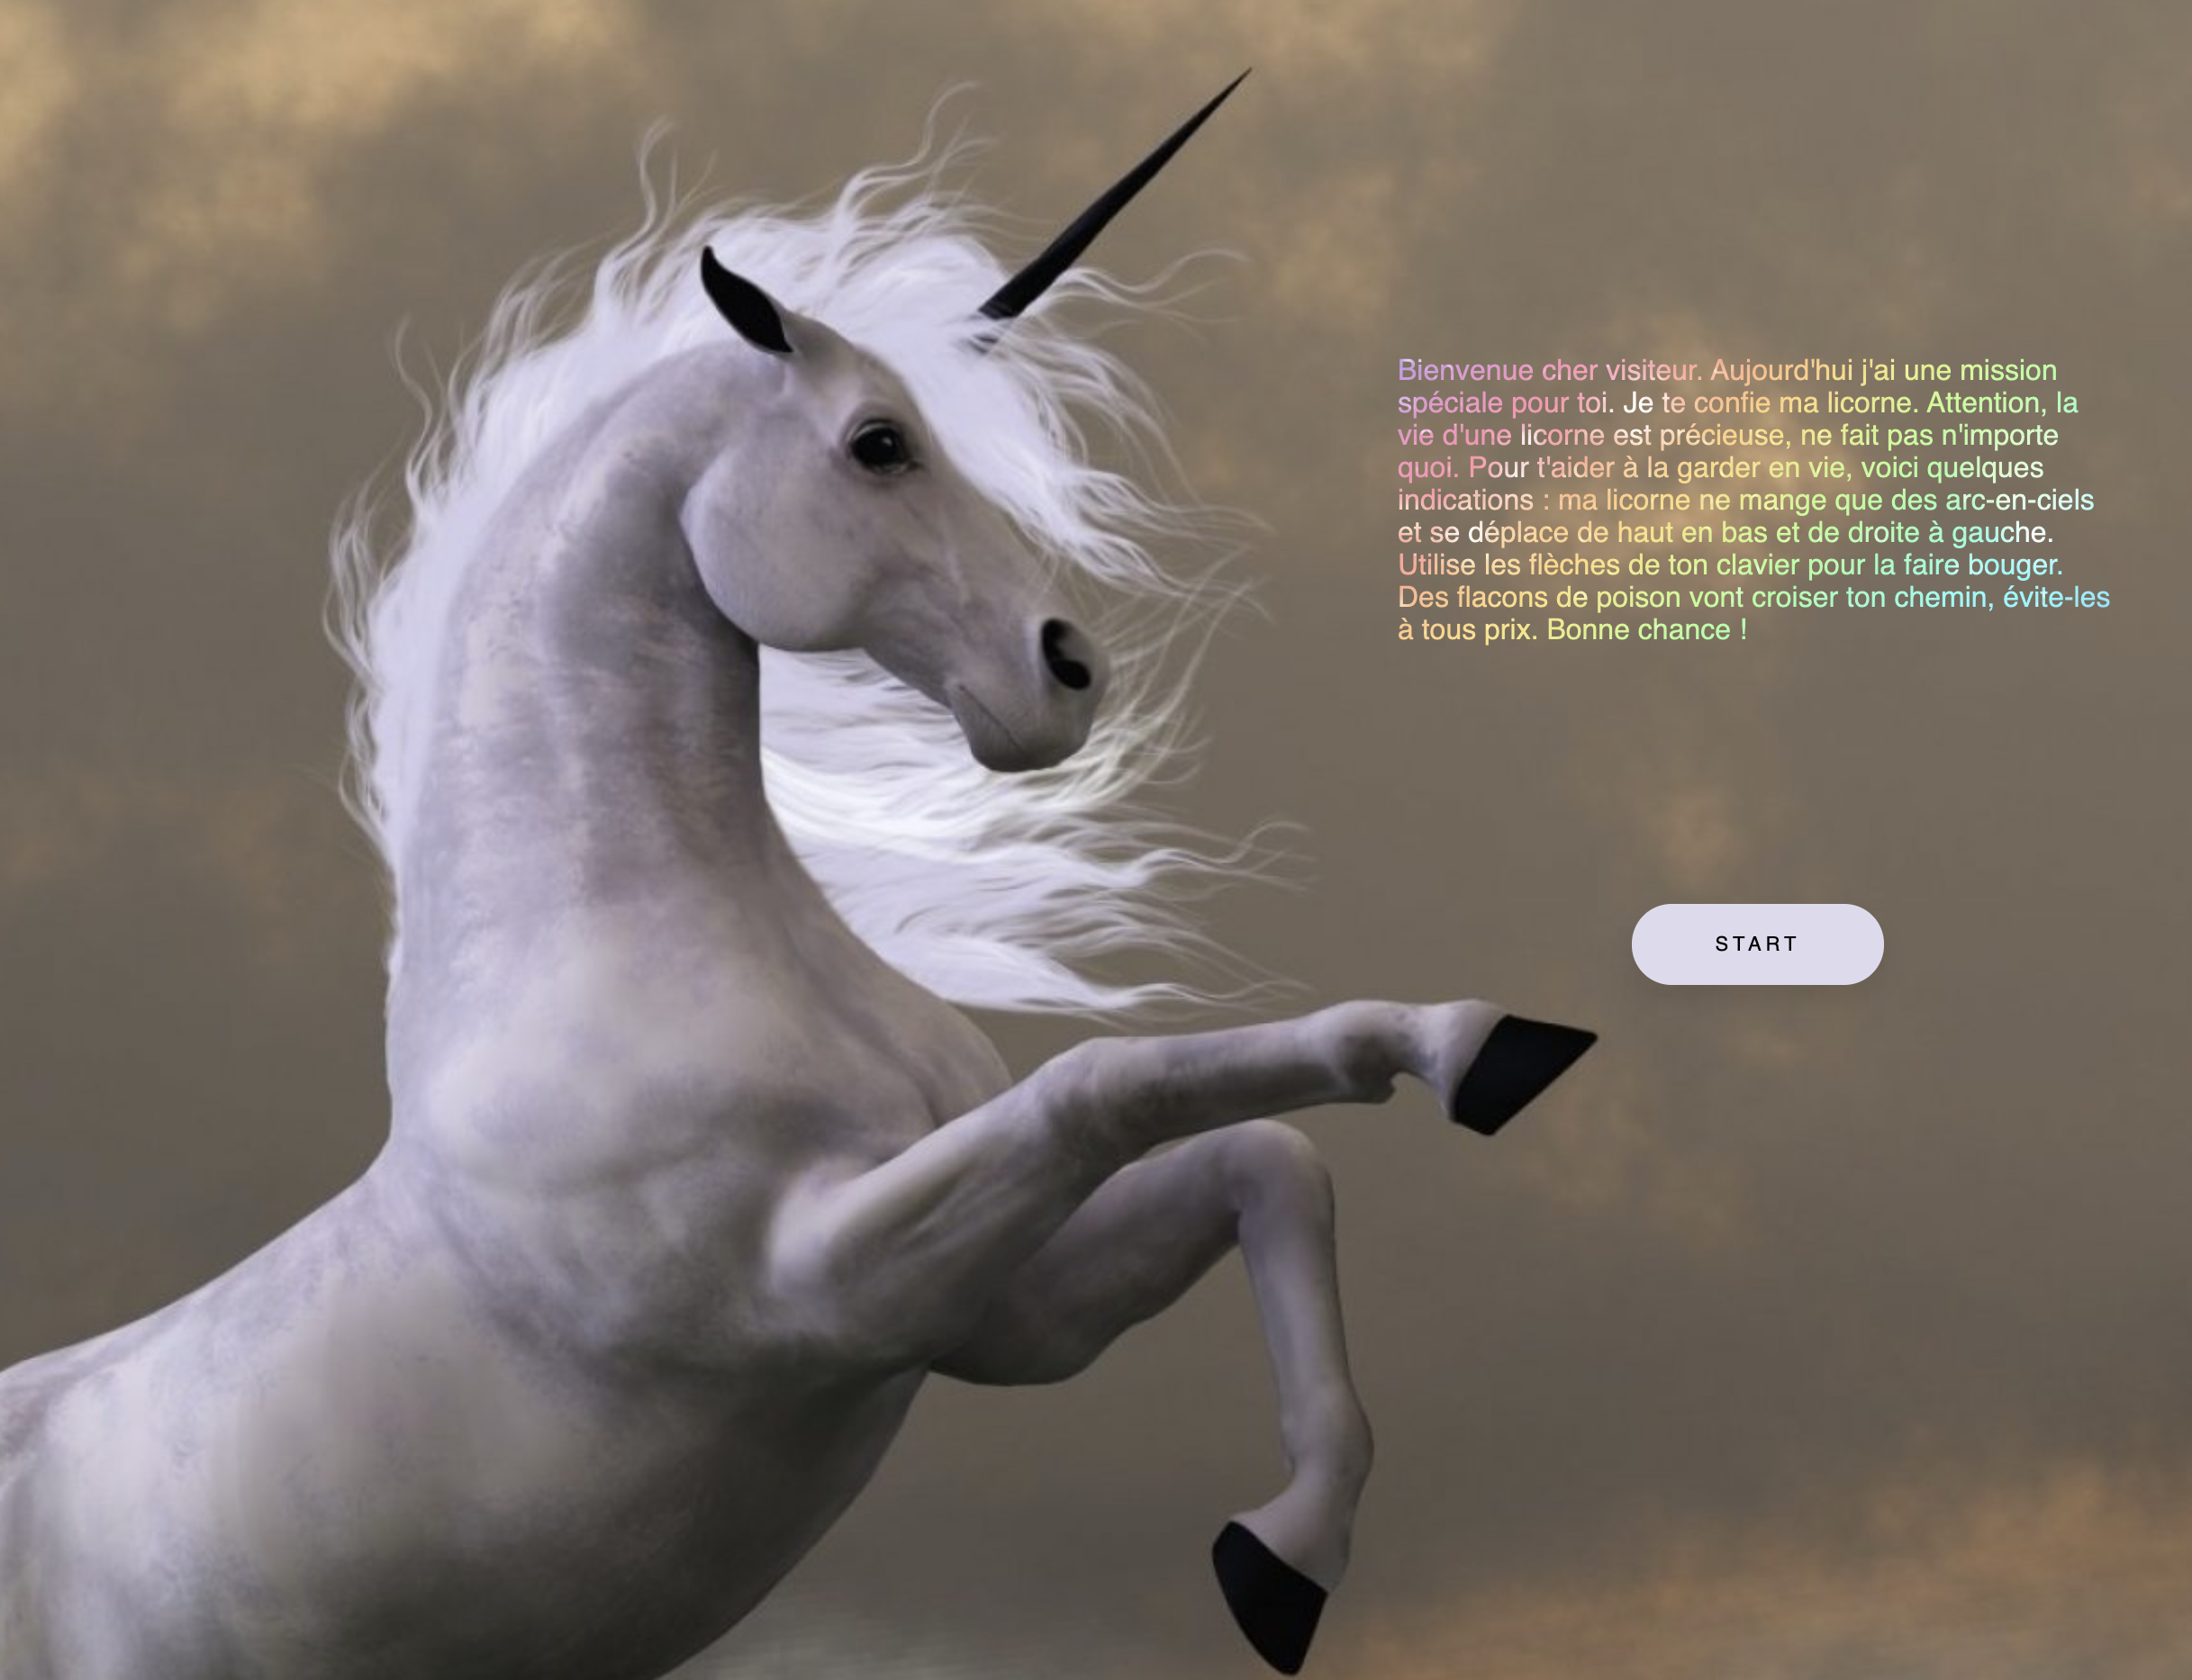 Bienvenue cher visiteur. Aujourd'hui j'ai une mission
spéciale pour toi. Je te confie ma licorne. Attention, la
vie d'une licorne est précieuse, ne fait pas n'importe
quoi. Pour t'aider à la garder en vie, voici quelques
indications : ma licorne ne mange que des arc-en-ciels
et se déplace de haut en bas et de droite à gauche.
Utilise les flèches de ton clavier pour la faire bouger.
Des flacons de poison vont croiser ton chemin, évite-les
à tous prix. Bonne chance !
START